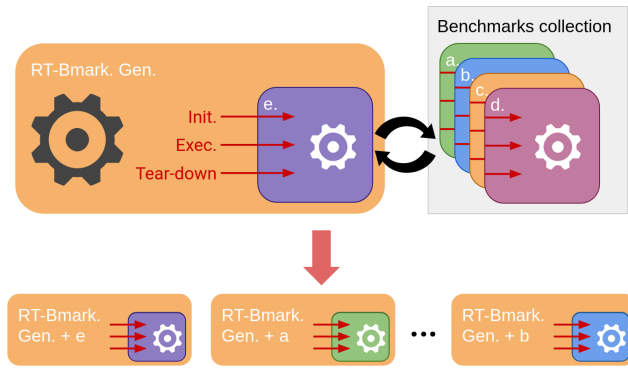 Benchmarks collection
RT-Bmark. Gen.
a.
b.
c.
d.
e.
Init.
Exec.
Tear-down
RT-Bmark.
Gen. + e
RT-Bmark.
Gen. + a
...
RT-Bmark.
Gen. + b